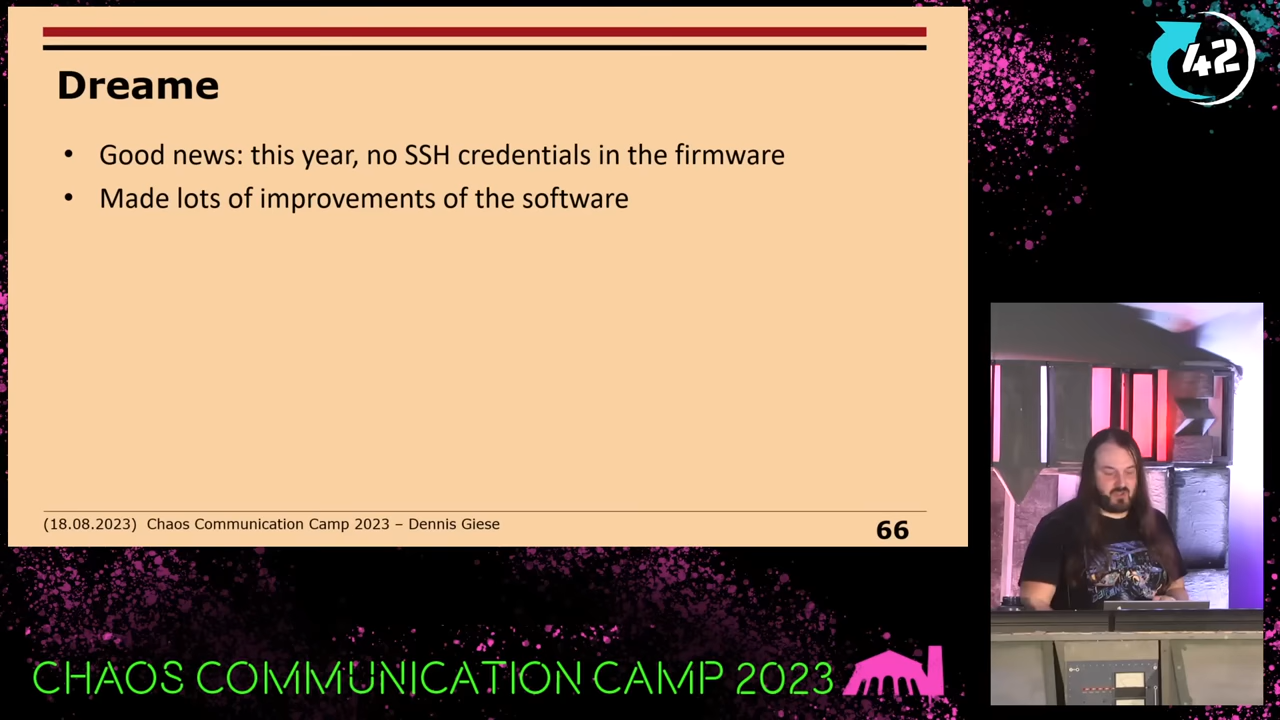 Dreame
• Good news: this year, no SSH credentials in the firmware
• Made lots of improvements of the software
(18.08.2023) Chaos Communication Camp 2023 – Dennis Giese
66
42
CHAOS COMMUNICATION CAMP 2023